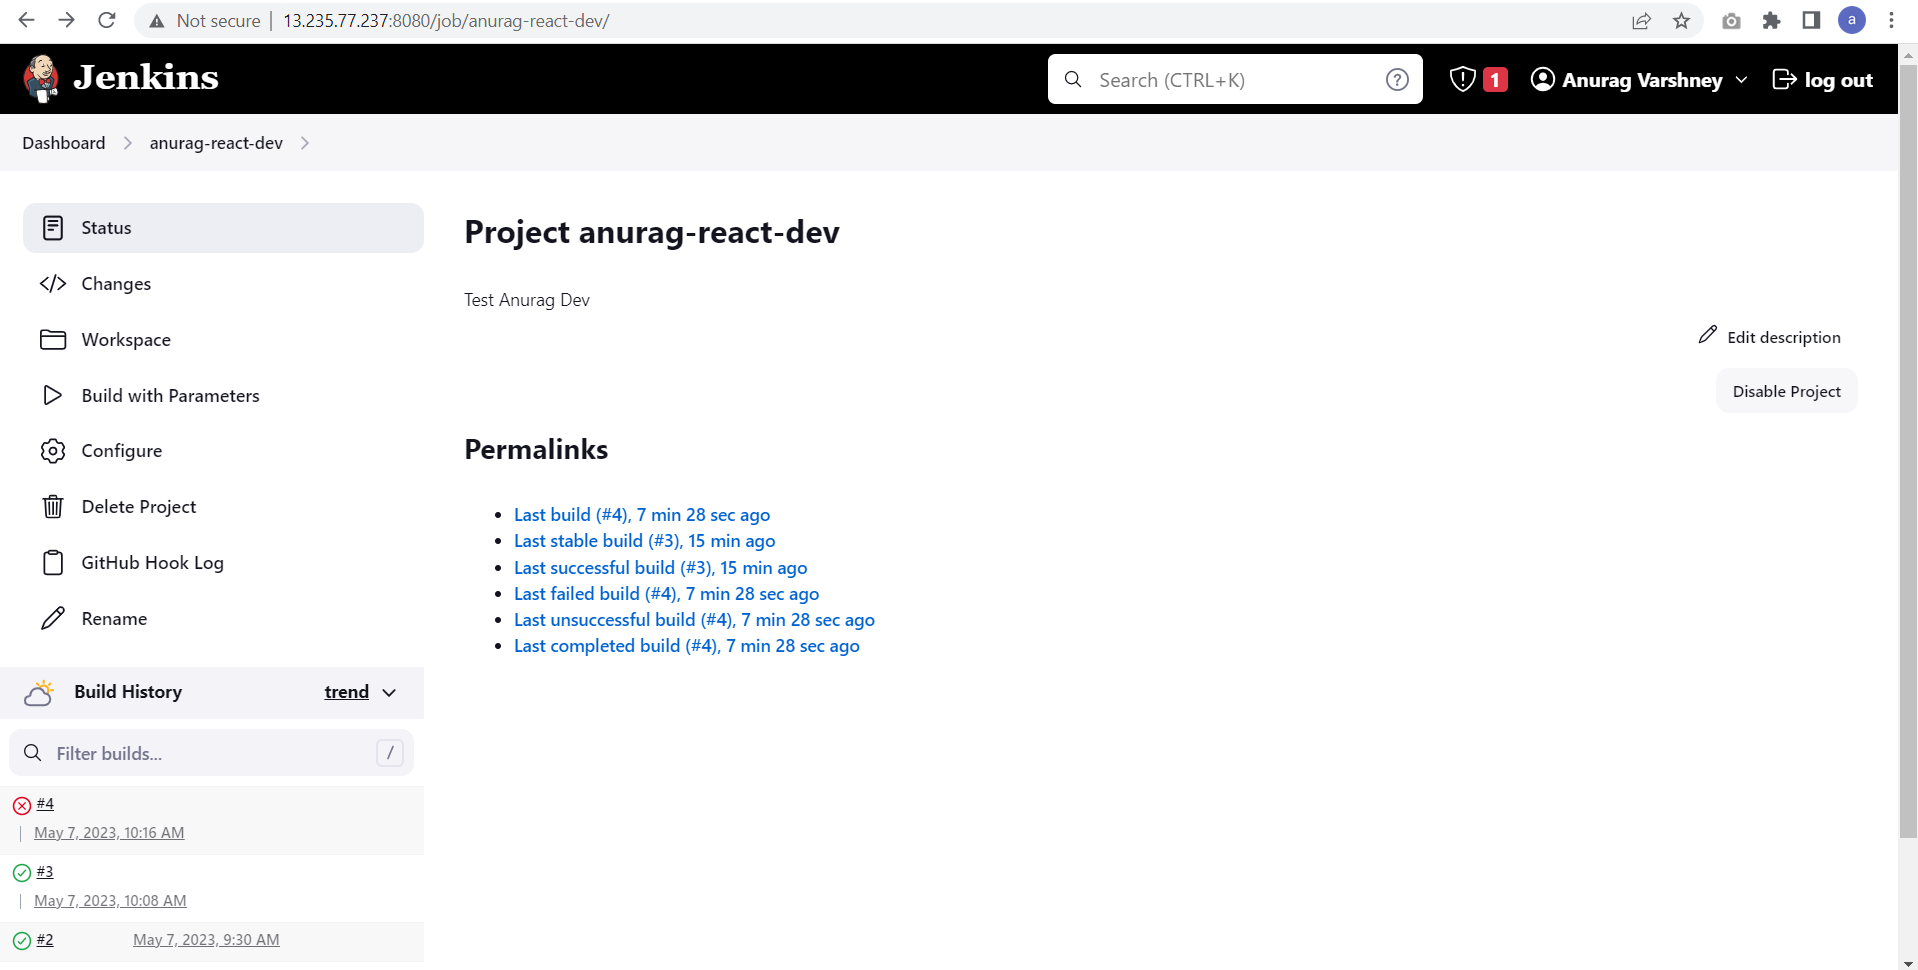 Not secure | 13.235.77.237:8080/job/anurag-react-dev/
a
Jenkins
Search (CTRL+K)
?
1
Anurag Varshney
log out
Dashboard
anurag-react-dev
Status
Changes
Workspace
Build with Parameters
Configure
Delete Project
GitHub Hook Log
Rename
Build History
trend
Filter builds...
/
#4
May 7, 2023, 10:16 AM
#3
May 7, 2023, 10:08 AM
#2
May 7, 2023, 9:30 AM
Project anurag-react-dev
Test Anurag Dev
Edit description
Disable Project
Permalinks
Last build (#4), 7 min 28 sec ago
Last stable build (#3), 15 min ago
Last successful build (#3), 15 min ago
Last failed build (#4), 7 min 28 sec ago
Last unsuccessful build (#4), 7 min 28 sec ago
Last completed build (#4), 7 min 28 sec ago